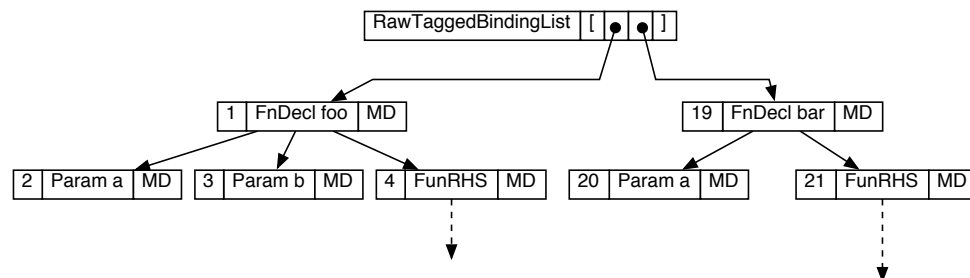 RawTaggedBindingList [ ]
1 FnDecl foo MD
19 FnDecl bar MD
2 Param a MD
3 Param b MD
4 FunRHS MD
20 Param a MD
21 FunRHS MD